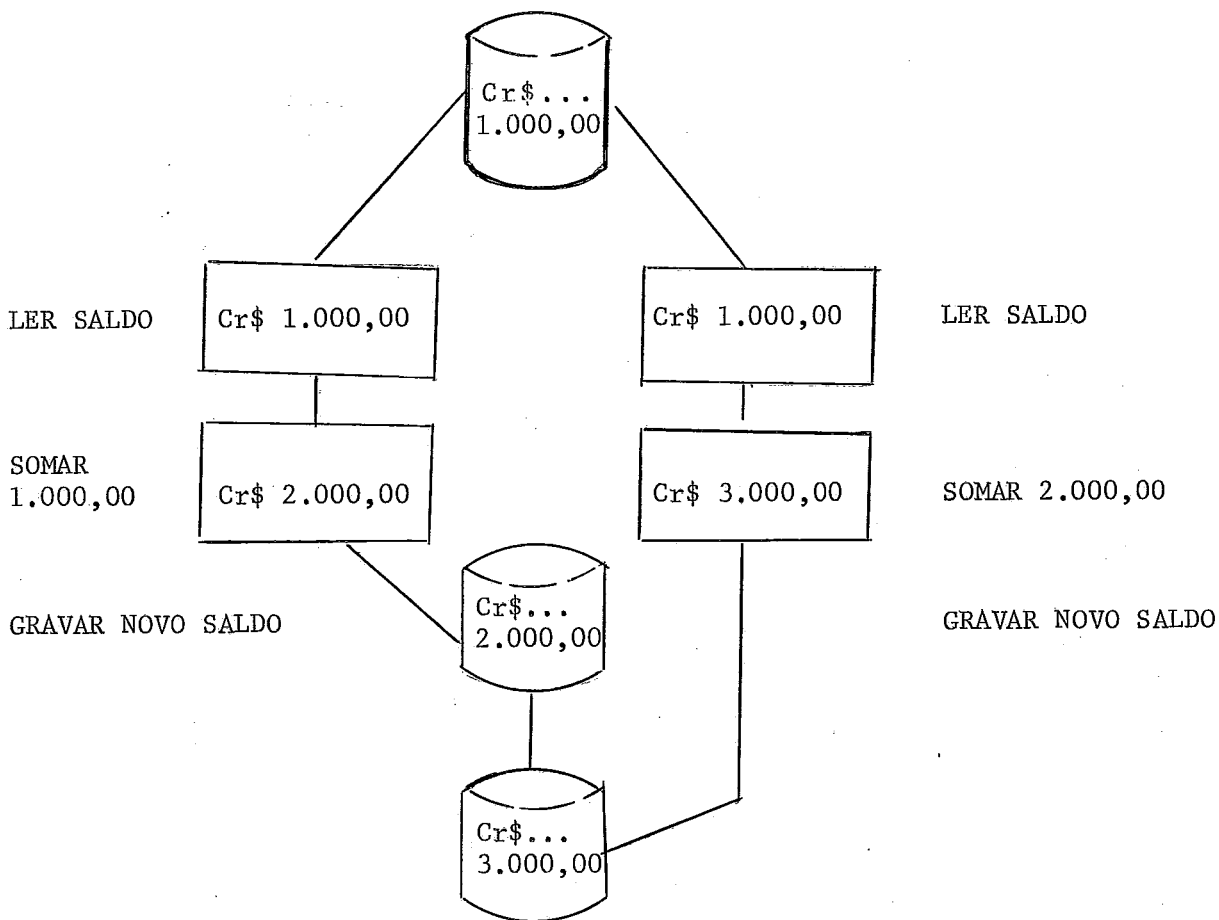 Cr$...
1.000,00
LER SALDO
Cr$ 1.000,00
Cr$ 1.000,00
LER SALDO
SOMAR
1.000,00
Cr$ 2.000,00
Cr$ 3.000,00
SOMAR 2.000,00
GRAVAR NOVO SALDO
Cr$...
2.000,00
GRAVAR NOVO SALDO
Cr$...
3.000,00